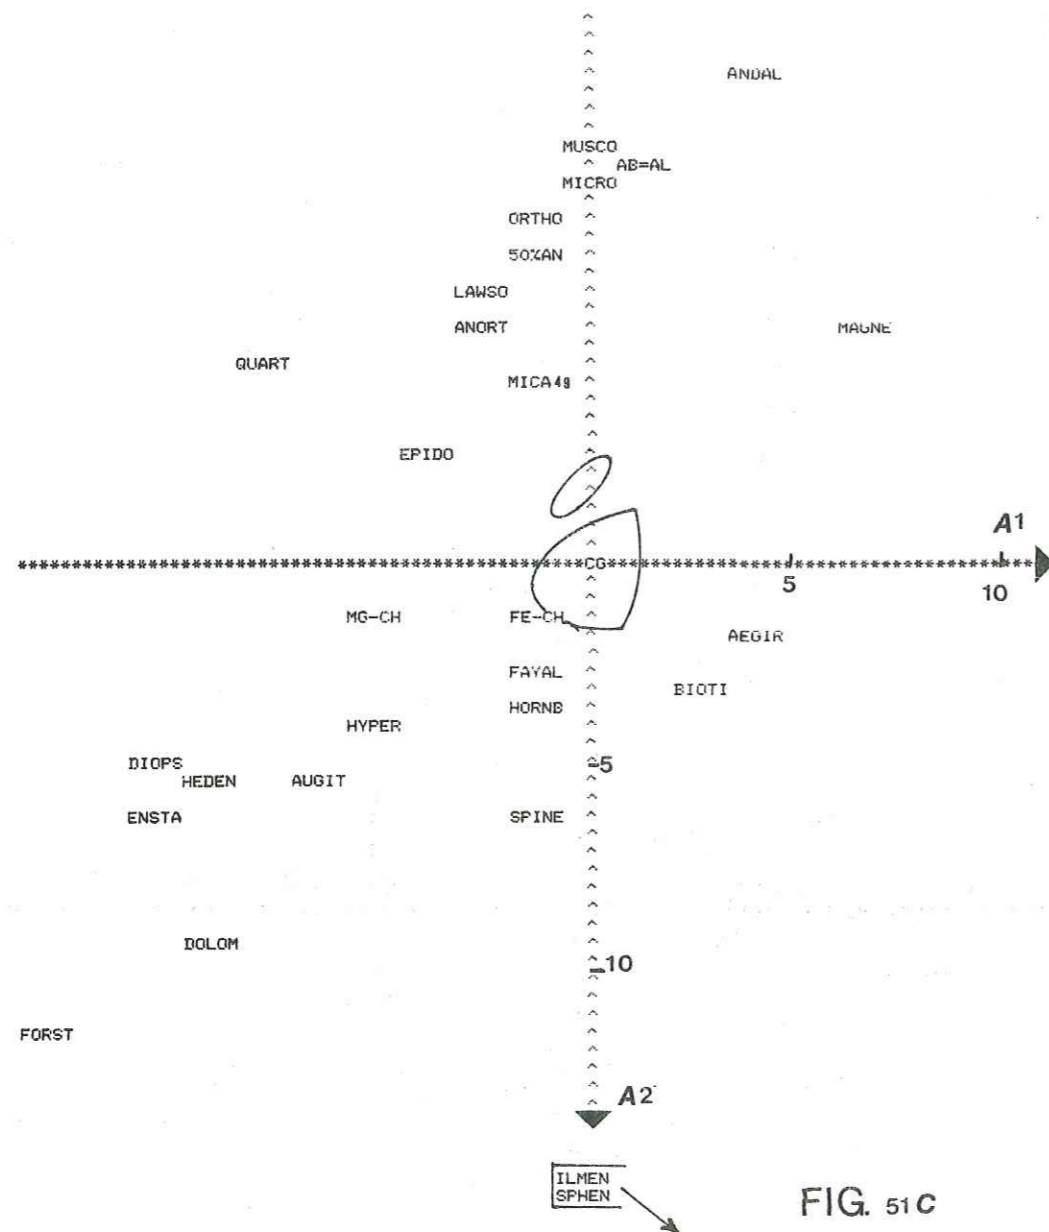 ANDAL
MUSCO
AB=AL
MICRO
ORTHO
50%AN
LAWSO
ANORT MAGNE
QUART
MICA48
EPIDO
A1
CG
5
10
MG-CH FE-CH
AEGIR
FAYAL
BIOTI
HORNB
HYPER
DIOPS
-5
HEDEN AUGIT
ENSTA SPINE
DOLOM
-10
FORST
A2
ILMEN
SPHEN
FIG. 51 C